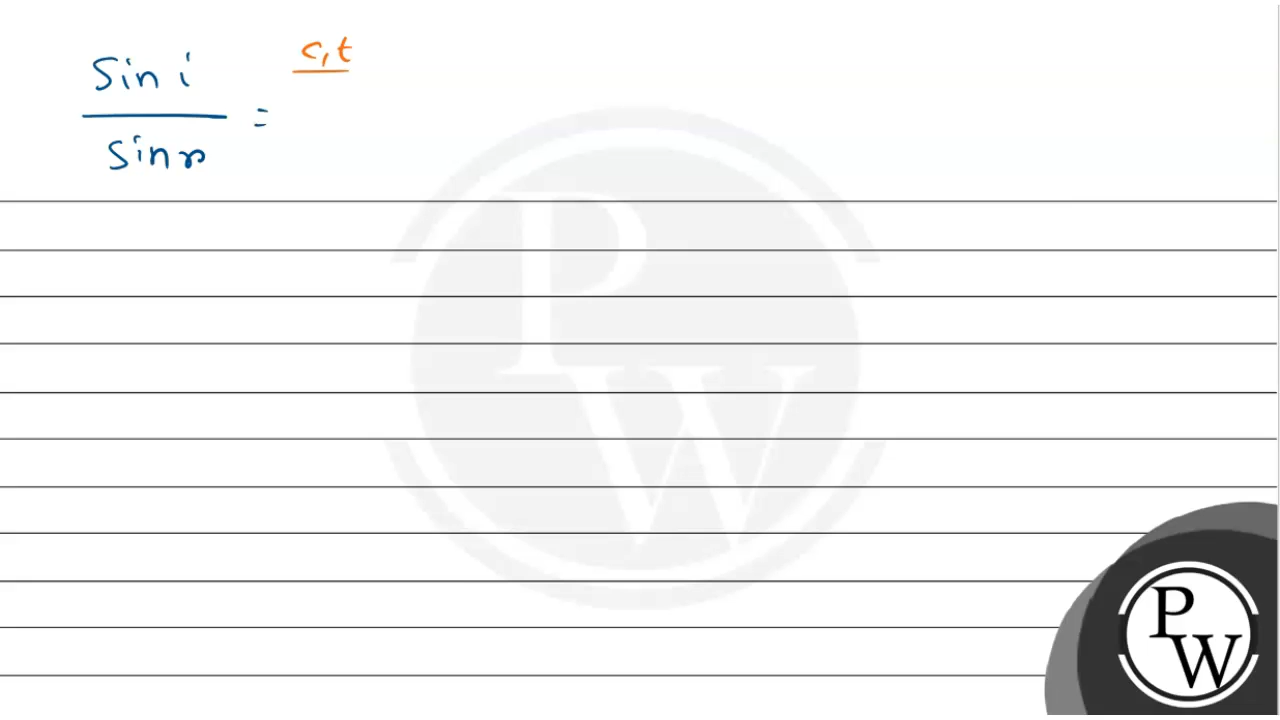 sin i / sin r =
c, t
P
W
P
W